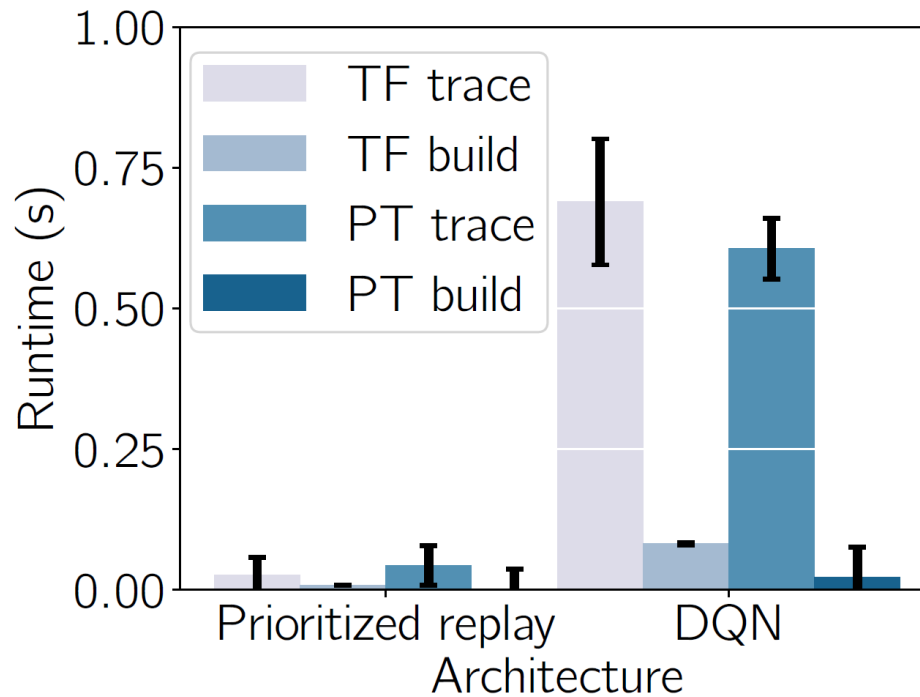 1.00
0.75
0.50
0.25
0.00
Runtime (s)
TF trace
TF build
PT trace
PT build
Prioritized replay
DQN
Architecture